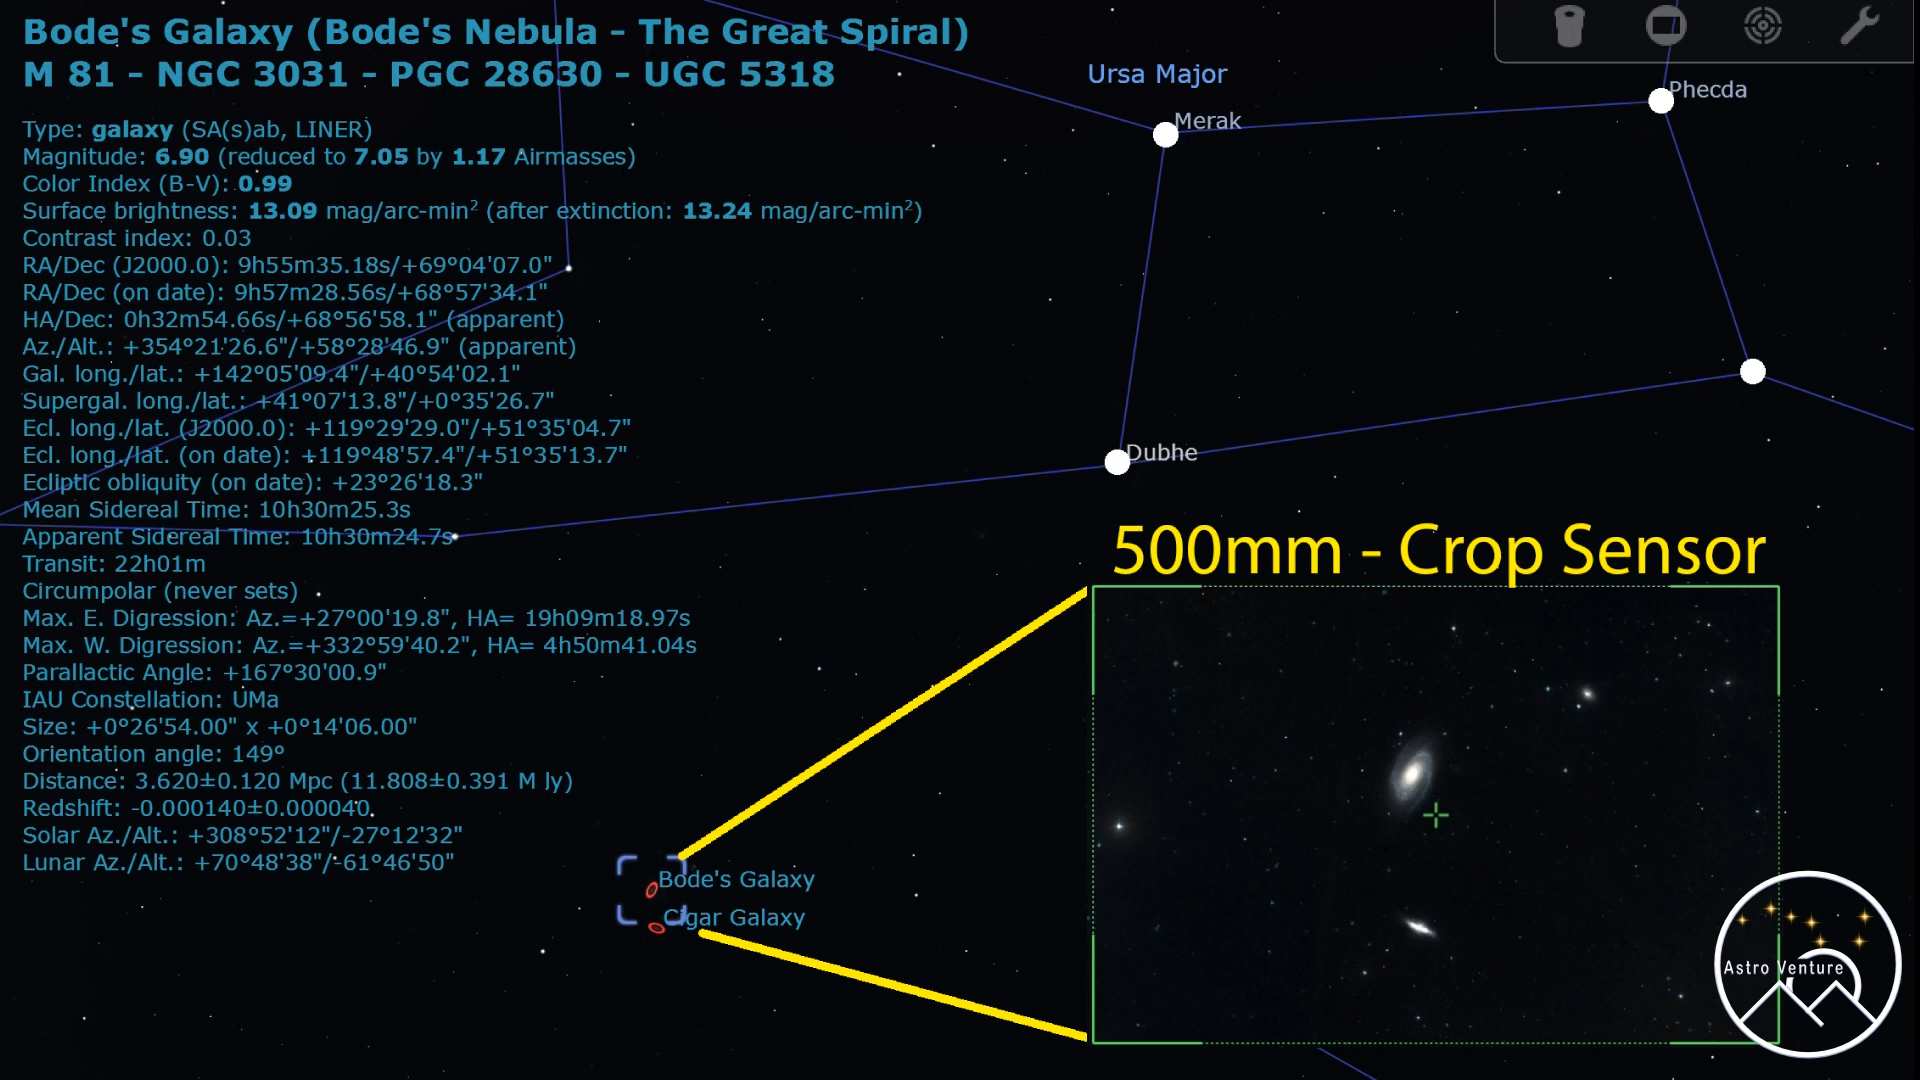 Bode's Galaxy (Bode's Nebula - The Great Spiral)
M 81 - NGC 3031 - PGC 28630 - UGC 5318
Type: galaxy (SA(s)ab, LINER)
Magnitude: 6.90 (reduced to 7.05 by 1.17 Airmasses)
Color Index (B-V): 0.99
Surface brightness: 13.09 mag/arc-min² (after extinction: 13.24 mag/arc-min²)
Contrast index: 0.03
RA/Dec (J2000.0): 9h55m35.18s/+69°04'07.0"
RA/Dec (on date): 9h57m28.56s/+68°57'34.1"
HA/Dec: 0h32m54.66s/+68°56'58.1" (apparent)
Az./Alt.: +354°21'26.6"/+58°28'46.9" (apparent)
Gal. long./lat.: +142°05'09.4"/+40°54'02.1"
Supergal. long./lat.: +41°07'13.8"/+0°35'26.7"
Ecl. long./lat. (J2000.0): +119°29'29.0"/+51°35'04.7"
Ecl. long./lat. (on date): +119°48'57.4"/+51°35'13.7"
Ecliptic obliquity (on date): +23°26'18.3"
Mean Sidereal Time: 10h30m25.3s
Apparent Sidereal Time: 10h30m24.7s
Transit: 22h01m
Circumpolar (never sets)
Max. E. Digression: Az.=+27°00'19.8", HA= 19h09m18.97s
Max. W. Digression: Az.=+332°59'40.2", HA= 4h50m41.04s
Parallactic Angle: +167°30'00.9"
IAU Constellation: UMa
Size: +0°26'54.00" x +0°14'06.00"
Orientation angle: 149°
Distance: 3.620±0.120 Mpc (11.808±0.391 M ly)
Redshift: -0.000140±0.000040
Solar Az./Alt.: +308°52'12"/-27°12'32"
Lunar Az./Alt.: +70°48'38"/-61°46'50"
Ursa Major
Merak
Phecda
Dubhe
500mm - Crop Sensor
Bode's Galaxy
Cigar Galaxy
Astro Venture